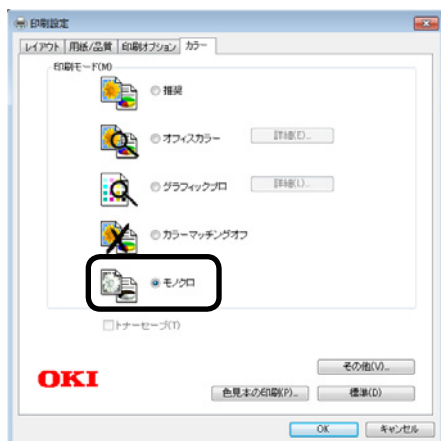 印刷設定
レイアウト 用紙/品質 印刷オプション カラー
印刷モード(M)
推奨
オフィスカラー 詳細(E)...
グラフィックプロ 詳細(L)...
カラーマッチングオフ
モノクロ
トナーセーブ(T)
OKI
その他(V)...
色見本の印刷(P)... 標準(D)
OK キャンセル